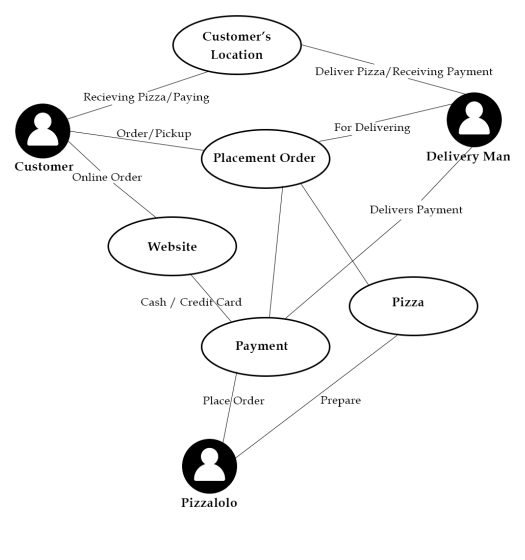 Customer's
Location
Deliver Pizza/Receiving Payment
Recieving Pizza/Paying
Order/Pickup
For Delivering
Customer
Placement Order
Delivery Man
Online Order
Delivers Payment
Website
Cash / Credit Card
Pizza
Payment
Place Order
Prepare
Pizzalolo